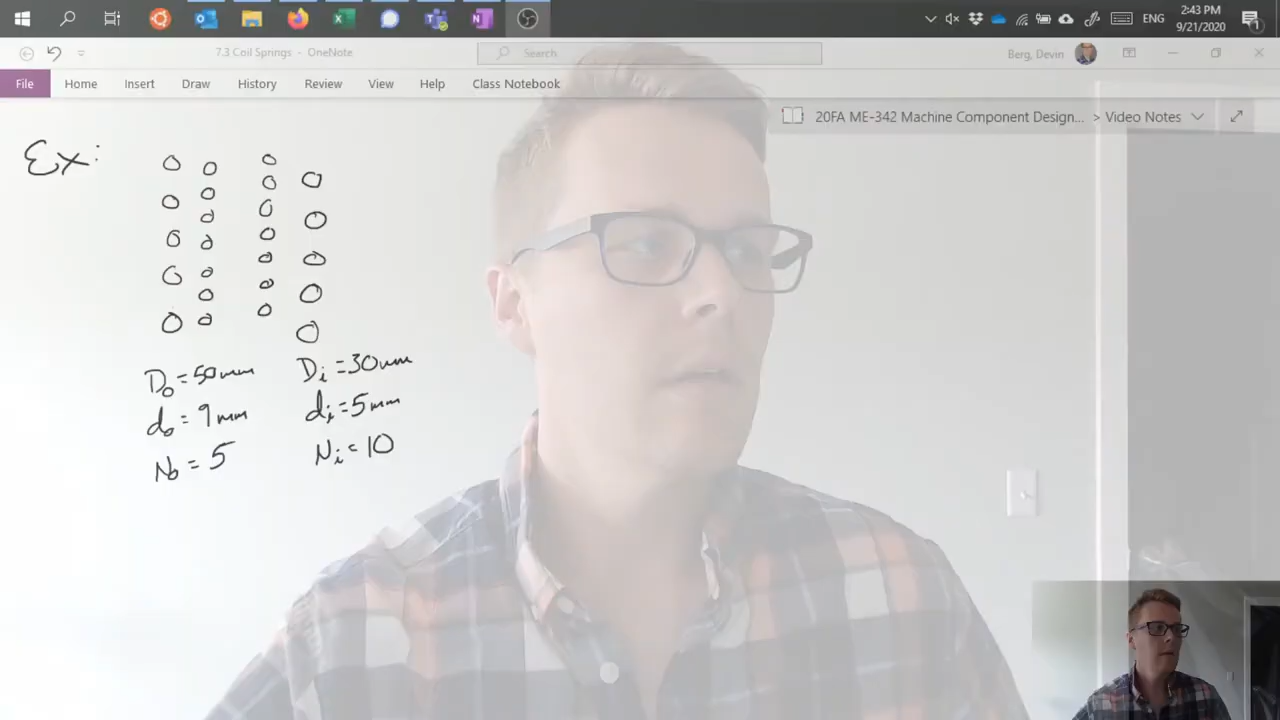 ENG
2:43 PM
9/21/2020
1
7.3 Coil Springs - OneNote
Search
Berg, Devin
File Home Insert Draw History Review View Help Class Notebook
20FA ME-342 Machine Component Design... > Video Notes
Ex:
Do = 50mm Di = 30mm
do = 9mm di = 5mm
No = 5 Ni = 10